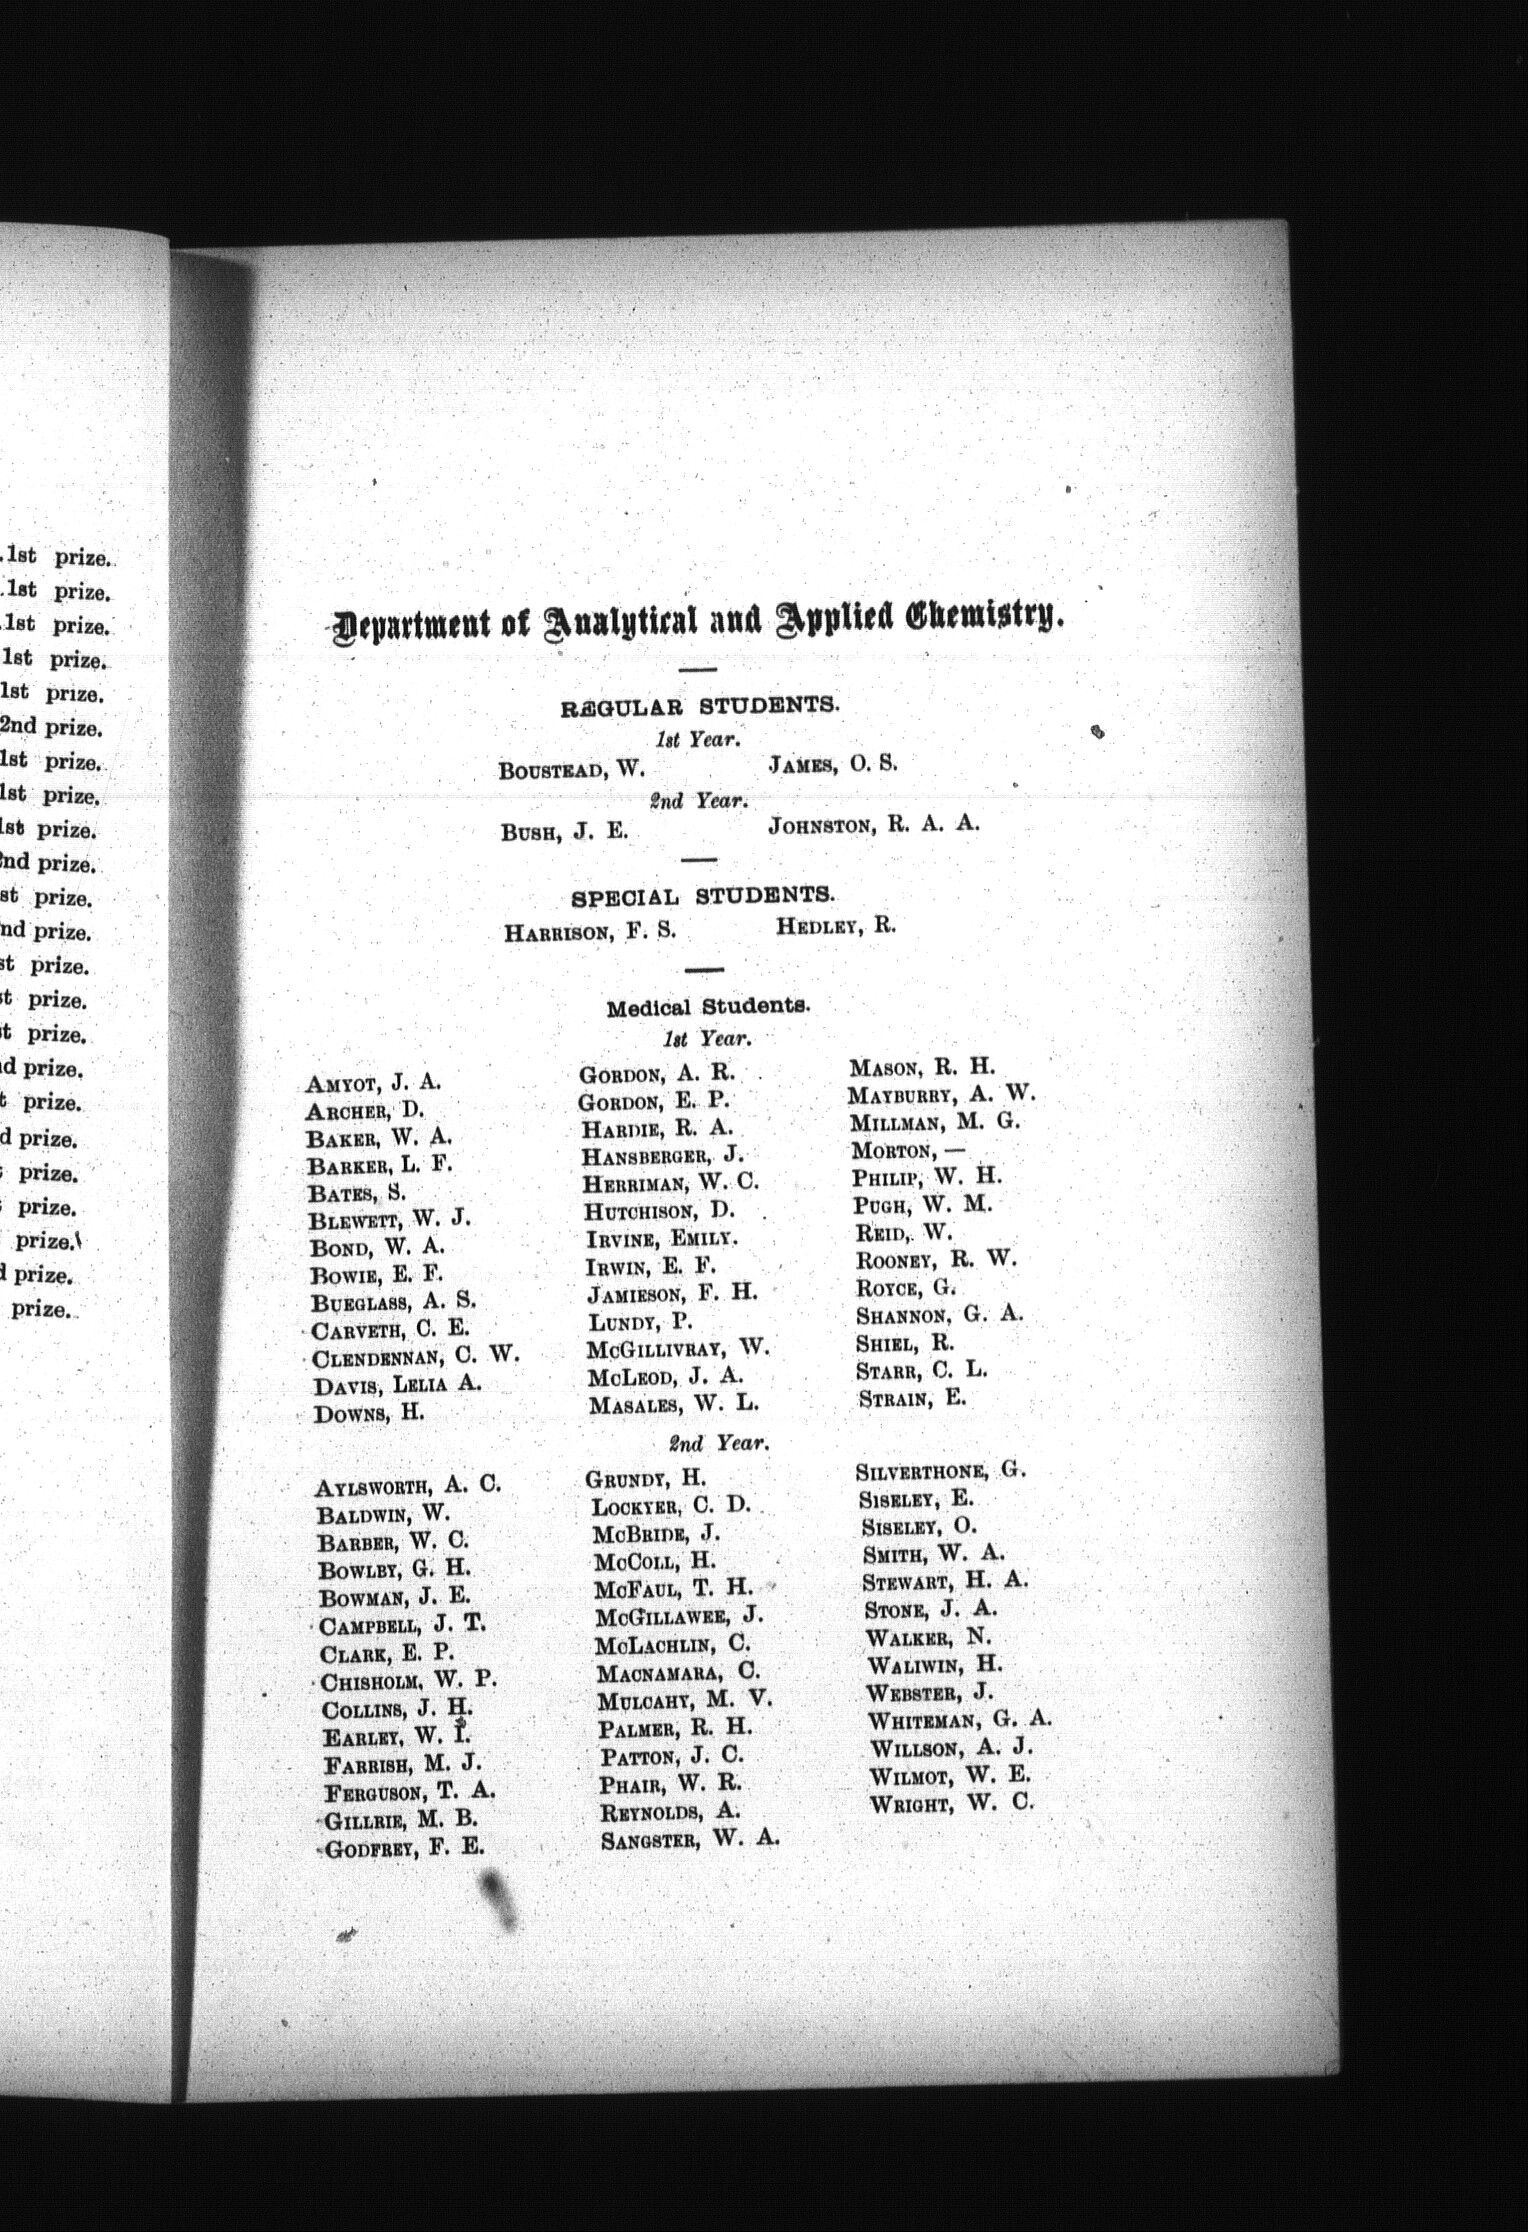 .1st prize.
.1st prize.
.1st prize.
1st prize.
1st prize.
2nd prize.
1st prize.
1st prize.
1st prize.
2nd prize.
st prize.
nd prize.
st prize.
st prize.
st prize.
nd prize.
t prize.
d prize.
prize.
prize.
prize.
d prize.
prize.
Department of Analytical and Applied Chemistry.
REGULAR STUDENTS.
1st Year.
BOUSTEAD, W. JAMES, O. S.
2nd Year.
BUSH, J. E. JOHNSTON, R. A. A.
SPECIAL STUDENTS.
HARRISON, F. S. HEDLEY, R.
Medical Students.
1st Year.
AMYOT, J. A. GORDON, A. R. MASON, R. H.
ARCHER, D. GORDON, E. P. MAYBURRY, A. W.
BAKER, W. A. HARDIE, R. A. MILLMAN, M. G.
BARKER, L. F. HANSBERGER, J. MORTON, —
BATES, S. HERRIMAN, W. C. PHILIP, W. H.
BLEWETT, W. J. HUTCHISON, D. PUGH, W. M.
BOND, W. A. IRVINE, EMILY. REID, W.
BOWIE, E. F. IRWIN, E. F. ROONEY, R. W.
BUEGLASS, A. S. JAMIESON, F. H. ROYCE, G.
CARVETH, C. E. LUNDY, P. SHANNON, G. A.
CLENDENNAN, C. W. MCGILLIVRAY, W. SHIEL, R.
DAVIS, LELIA A. MCLEOD, J. A. STARR, C. L.
DOWNS, H. MASALES, W. L. STRAIN, E.
2nd Year.
AYLSWORTH, A. C. GRUNDY, H. SILVERTHONE, G.
BALDWIN, W. LOCKYER, C. D. SISELEY, E.
BARBER, W. C. MCBRIDE, J. SISELEY, O.
BOWLBY, G. H. MCCOLL, H. SMITH, W. A.
BOWMAN, J. E. MCFAUL, T. H. STEWART, H. A.
CAMPBELL, J. T. MCGILLAWEE, J. STONE, J. A.
CLARK, E. P. MCLACHLIN, C. WALKER, N.
CHISHOLM, W. P. MACNAMARA, C. WALIWIN, H.
COLLINS, J. H. MULCAHY, M. V. WEBSTER, J.
EARLEY, W. I. PALMER, R. H. WHITEMAN, G. A.
FARRISH, M. J. PATTON, J. C. WILLSON, A. J.
FERGUSON, T. A. PHAIR, W. R. WILMOT, W. E.
GILLRIE, M. B. REYNOLDS, A. WRIGHT, W. C.
GODFREY, F. E. SANGSTER, W. A.